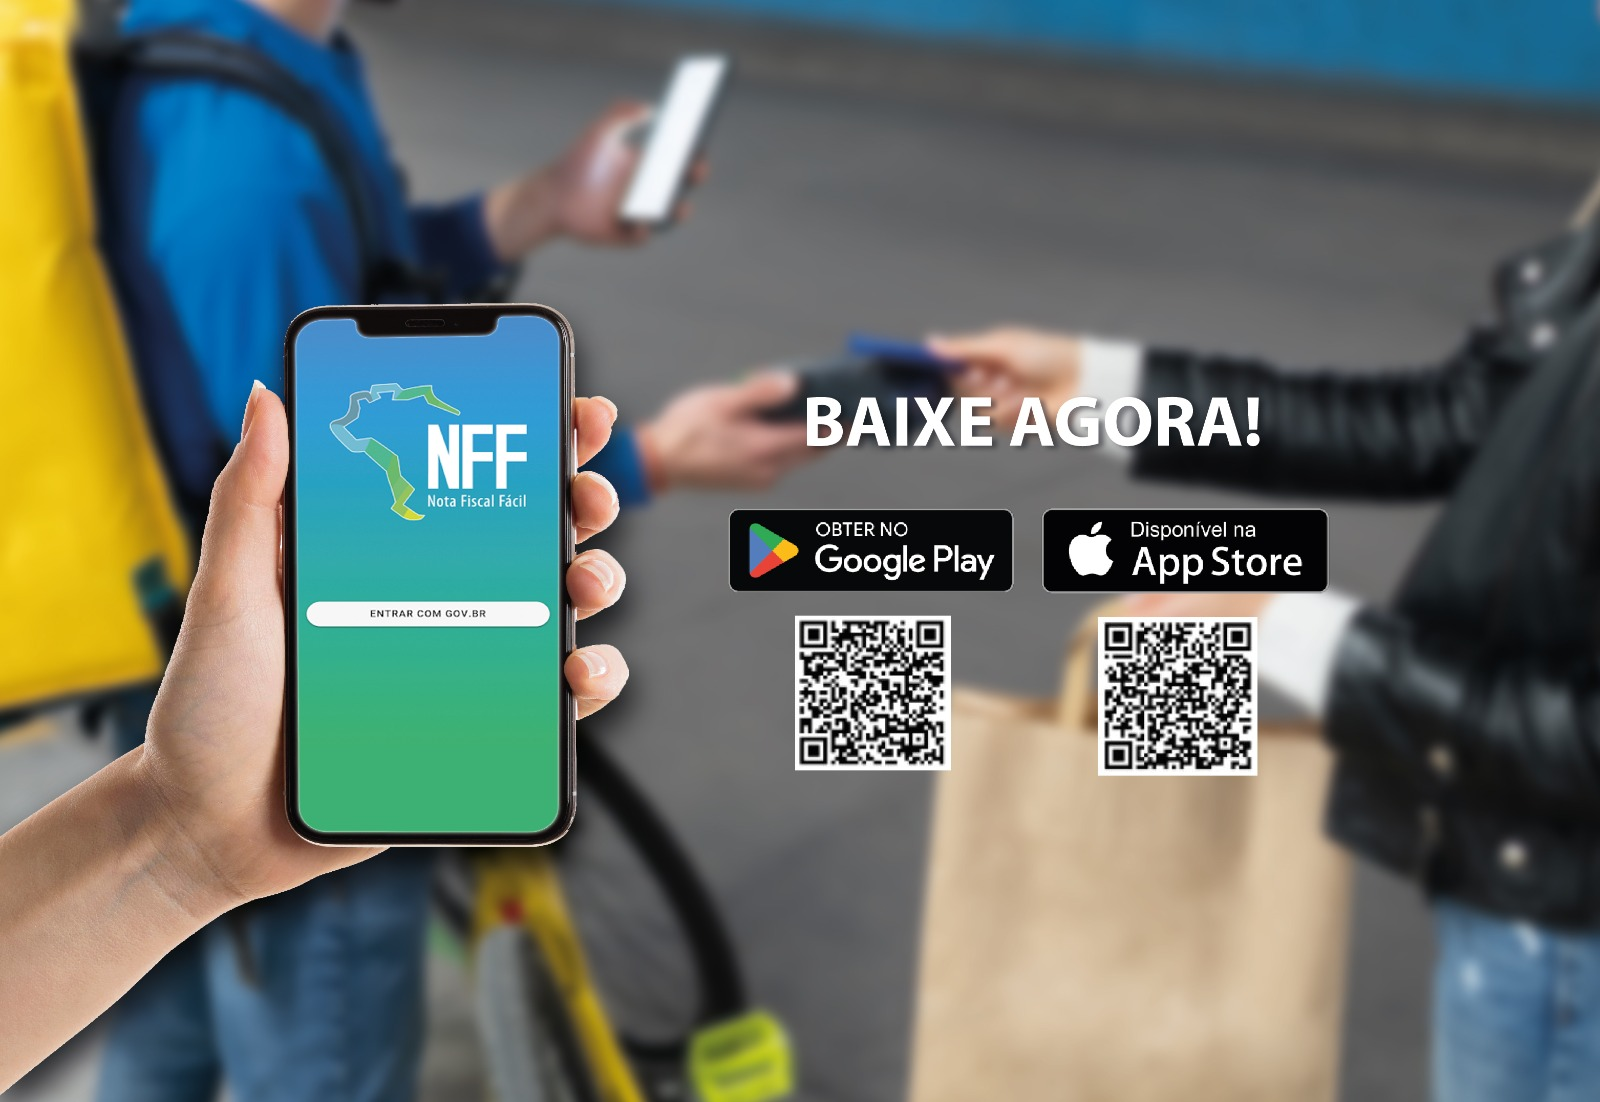 NFF
Nota Fiscal Fácil
ENTRAR COM GOV.BR
BAIXE AGORA!
OBTER NO
Google Play
Disponível na
App Store